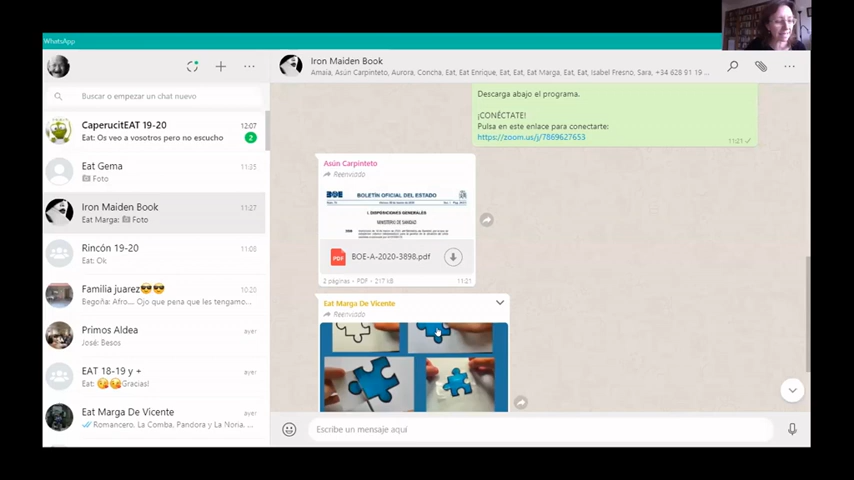 WhatsApp
Buscar o empezar un chat nuevo
CaperucitEAT 19-20
12:07
Eat: Os veo a vosotros pero no escucho
2
Eat Gema
11:35
Foto
Iron Maiden Book
11:27
Eat Marga: Foto
Rincón 19-20
11:08
Eat: Ok
Familia juarez
10:20
Begoña: Afro.... Ojo que pena que les tengamo...
Primos Aldea
ayer
José: Besos
EAT 18-19 y +
ayer
Eat: Gracias!
Eat Marga De Vicente
ayer
Romancero. La Comba, Pandora y La Nona, ...
Iron Maiden Book
Amaia, Asún Carpinteto, Aurora, Concha, Eat, Eat Enrique, Eat, Eat, Eat Marga, Eat, Eat, Isabel Fresno, Sara, +34 628 91 19 ...
Descarga abajo el programa.
¡CONÉCTATE!
Pulsa en este enlace para conectarte:
https://zoom.us/j/7869627653
11:21
Asún Carpinteto
Reenviado
BOE
BOLETÍN OFICIAL DEL ESTADO
I. DISPOSICIONES GENERALES
MINISTERIO DE SANIDAD
PDF
BOE-A-2020-3898.pdf
2 páginas • PDF • 217 kB
11:21
Eat Marga De Vicente
Reenviado
Escribe un mensaje aquí